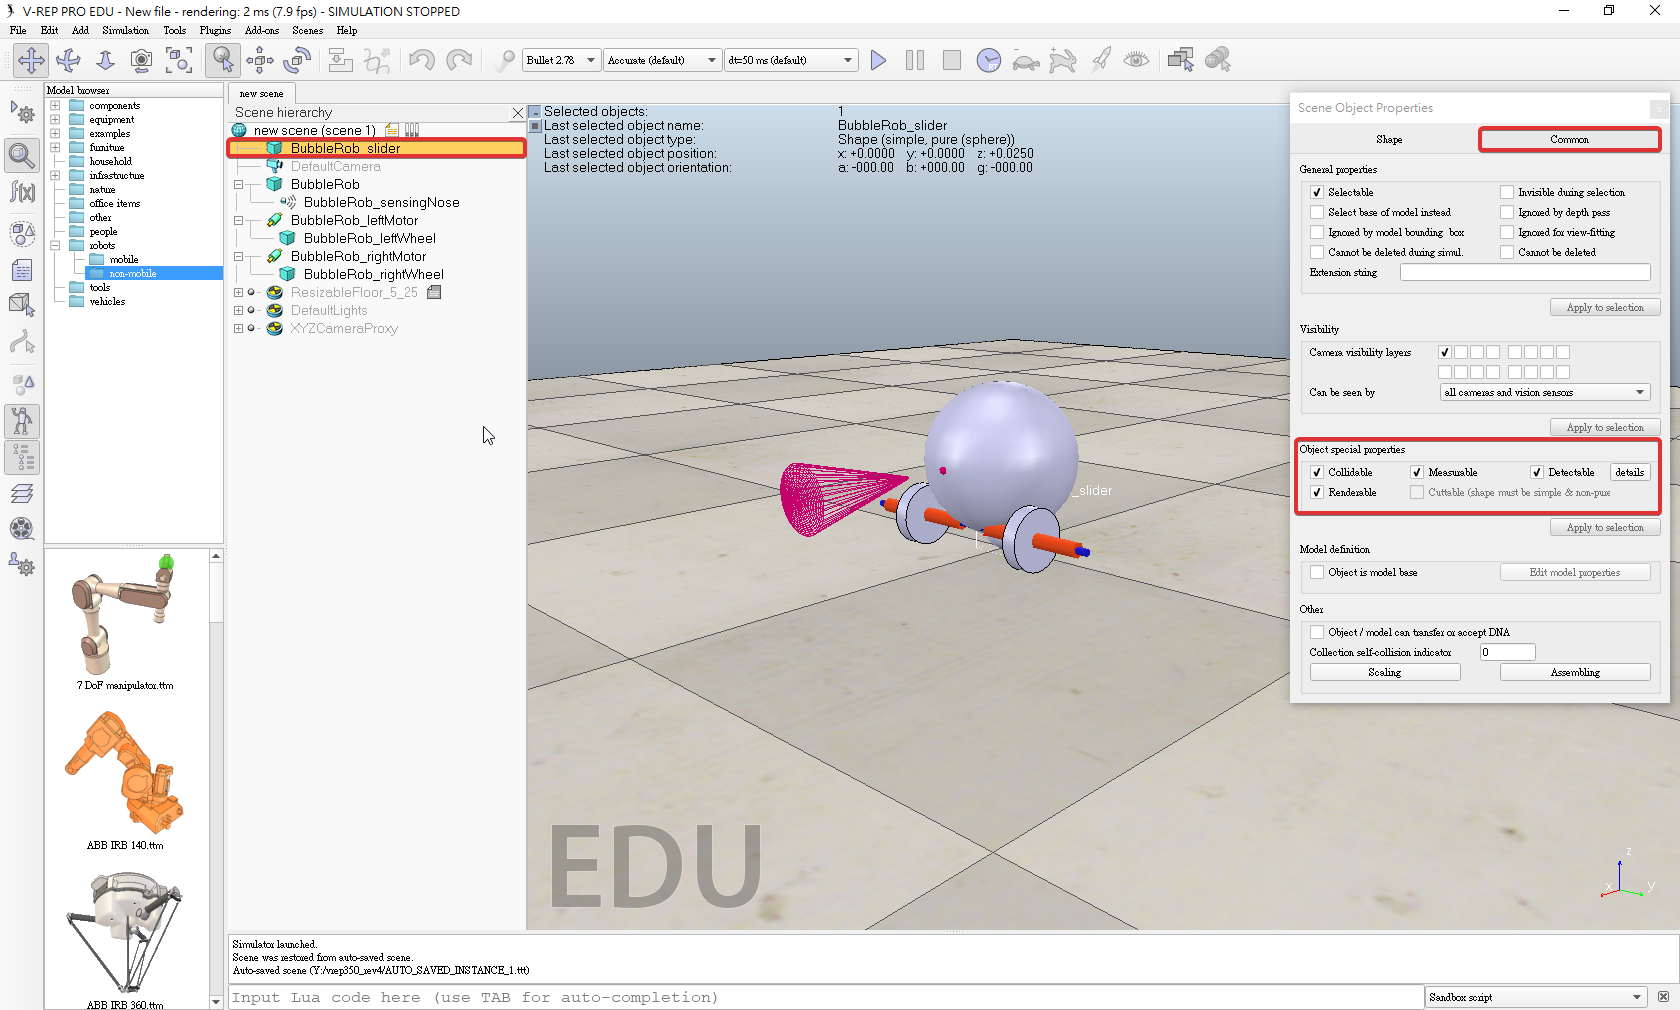 V-REP PRO EDU - New file - rendering: 2 ms (7.9 fps) - SIMULATION STOPPED
File Edit Add Simulation Tools Plugins Add-ons Scenes Help
Bullet 2.78 Accurate (default) dt=50 ms (default)
Model browser
components
equipment
examples
furniture
household
infrastructure
nature
office items
other
people
robots
mobile
non-mobile
tools
vehicles
7 DoF manipulator.ttm
ABB IRB 140.ttm
ABB IRB 360.ttm
new scene
Scene hierarchy
new scene (scene 1)
BubbleRob_slider
DefaultCamera
BubbleRob
BubbleRob_sensingNose
BubbleRob_leftMotor
BubbleRob_leftWheel
BubbleRob_rightMotor
BubbleRob_rightWheel
ResizableFloor_5_25
DefaultLights
XYZCameraProxy
Selected objects: 1
Last selected object name: BubbleRob_slider
Last selected object type: Shape (simple, pure (sphere))
Last selected object position: x: +0.0000 y: +0.0000 z: +0.0250
Last selected object orientation: a: -000.00 b: +000.00 g: -000.00
_slider
EDU
z
x
y
Scene Object Properties
Shape Common
General properties
Selectable Invisible during selection
Select base of model instead Ignored by depth pass
Ignored by model bounding box Ignored for view-fitting
Cannot be deleted during simul. Cannot be deleted
Extension string
Apply to selection
Visibility
Camera visibility layers
Can be seen by all cameras and vision sensors
Apply to selection
Object special properties
Collidable Measurable Detectable details
Renderable Cuttable (shape must be simple & non-pure
Apply to selection
Model definition
Object is model base Edit model properties
Other
Object / model can transfer or accept DNA
Collection self-collision indicator 0
Scaling Assembling
Simulator launched.
Scene was restored from auto-saved scene.
Auto-saved scene (Y:/vrep350_rev4/AUTO_SAVED_INSTANCE_1.ttt)
Input Lua code here (use TAB for auto-completion)
Sandbox script